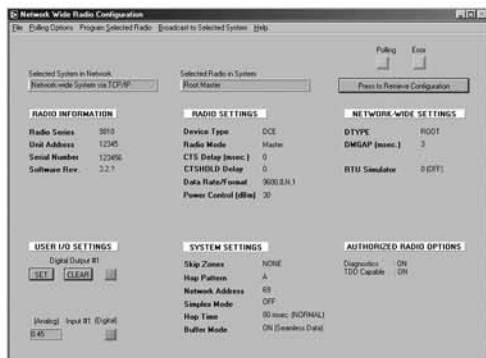 Network Wide Radio Configuration
File Polling Options Program Selected Radio Broadcast to Selected System Help
Polling Error
Selected System in Network
Network-wide System via TCP/IP
Selected Radio in System
Root Master
Press to Retrieve Configuration
RADIO INFORMATION
Radio Series 9810
Unit Address 12345
Serial Number 123456
Software Rev. 3.2.1
RADIO SETTINGS
Device Type DCE
Radio Mode Master
CTS Delay (msec.) 0
CTSHOLD Delay 0
Data Rate/Format 9600,8,N,1
Power Control (dBm) 30
NETWORK-WIDE SETTINGS
DTYPE ROOT
DMGAP (msec.) 3
RTU Simulator 0 (OFF)
USER I/O SETTINGS
Digital Output #1
SET CLEAR
(Analog) Input #1 (Digital)
8.45
SYSTEM SETTINGS
Skip Zones NONE
Hop Pattern A
Network Address 69
Simplex Mode OFF
Hop Time 80 msec. (NORMAL)
Buffer Mode ON (Seamless Data)
AUTHORIZED RADIO OPTIONS
Diagnostics ON
TDD Capable ON